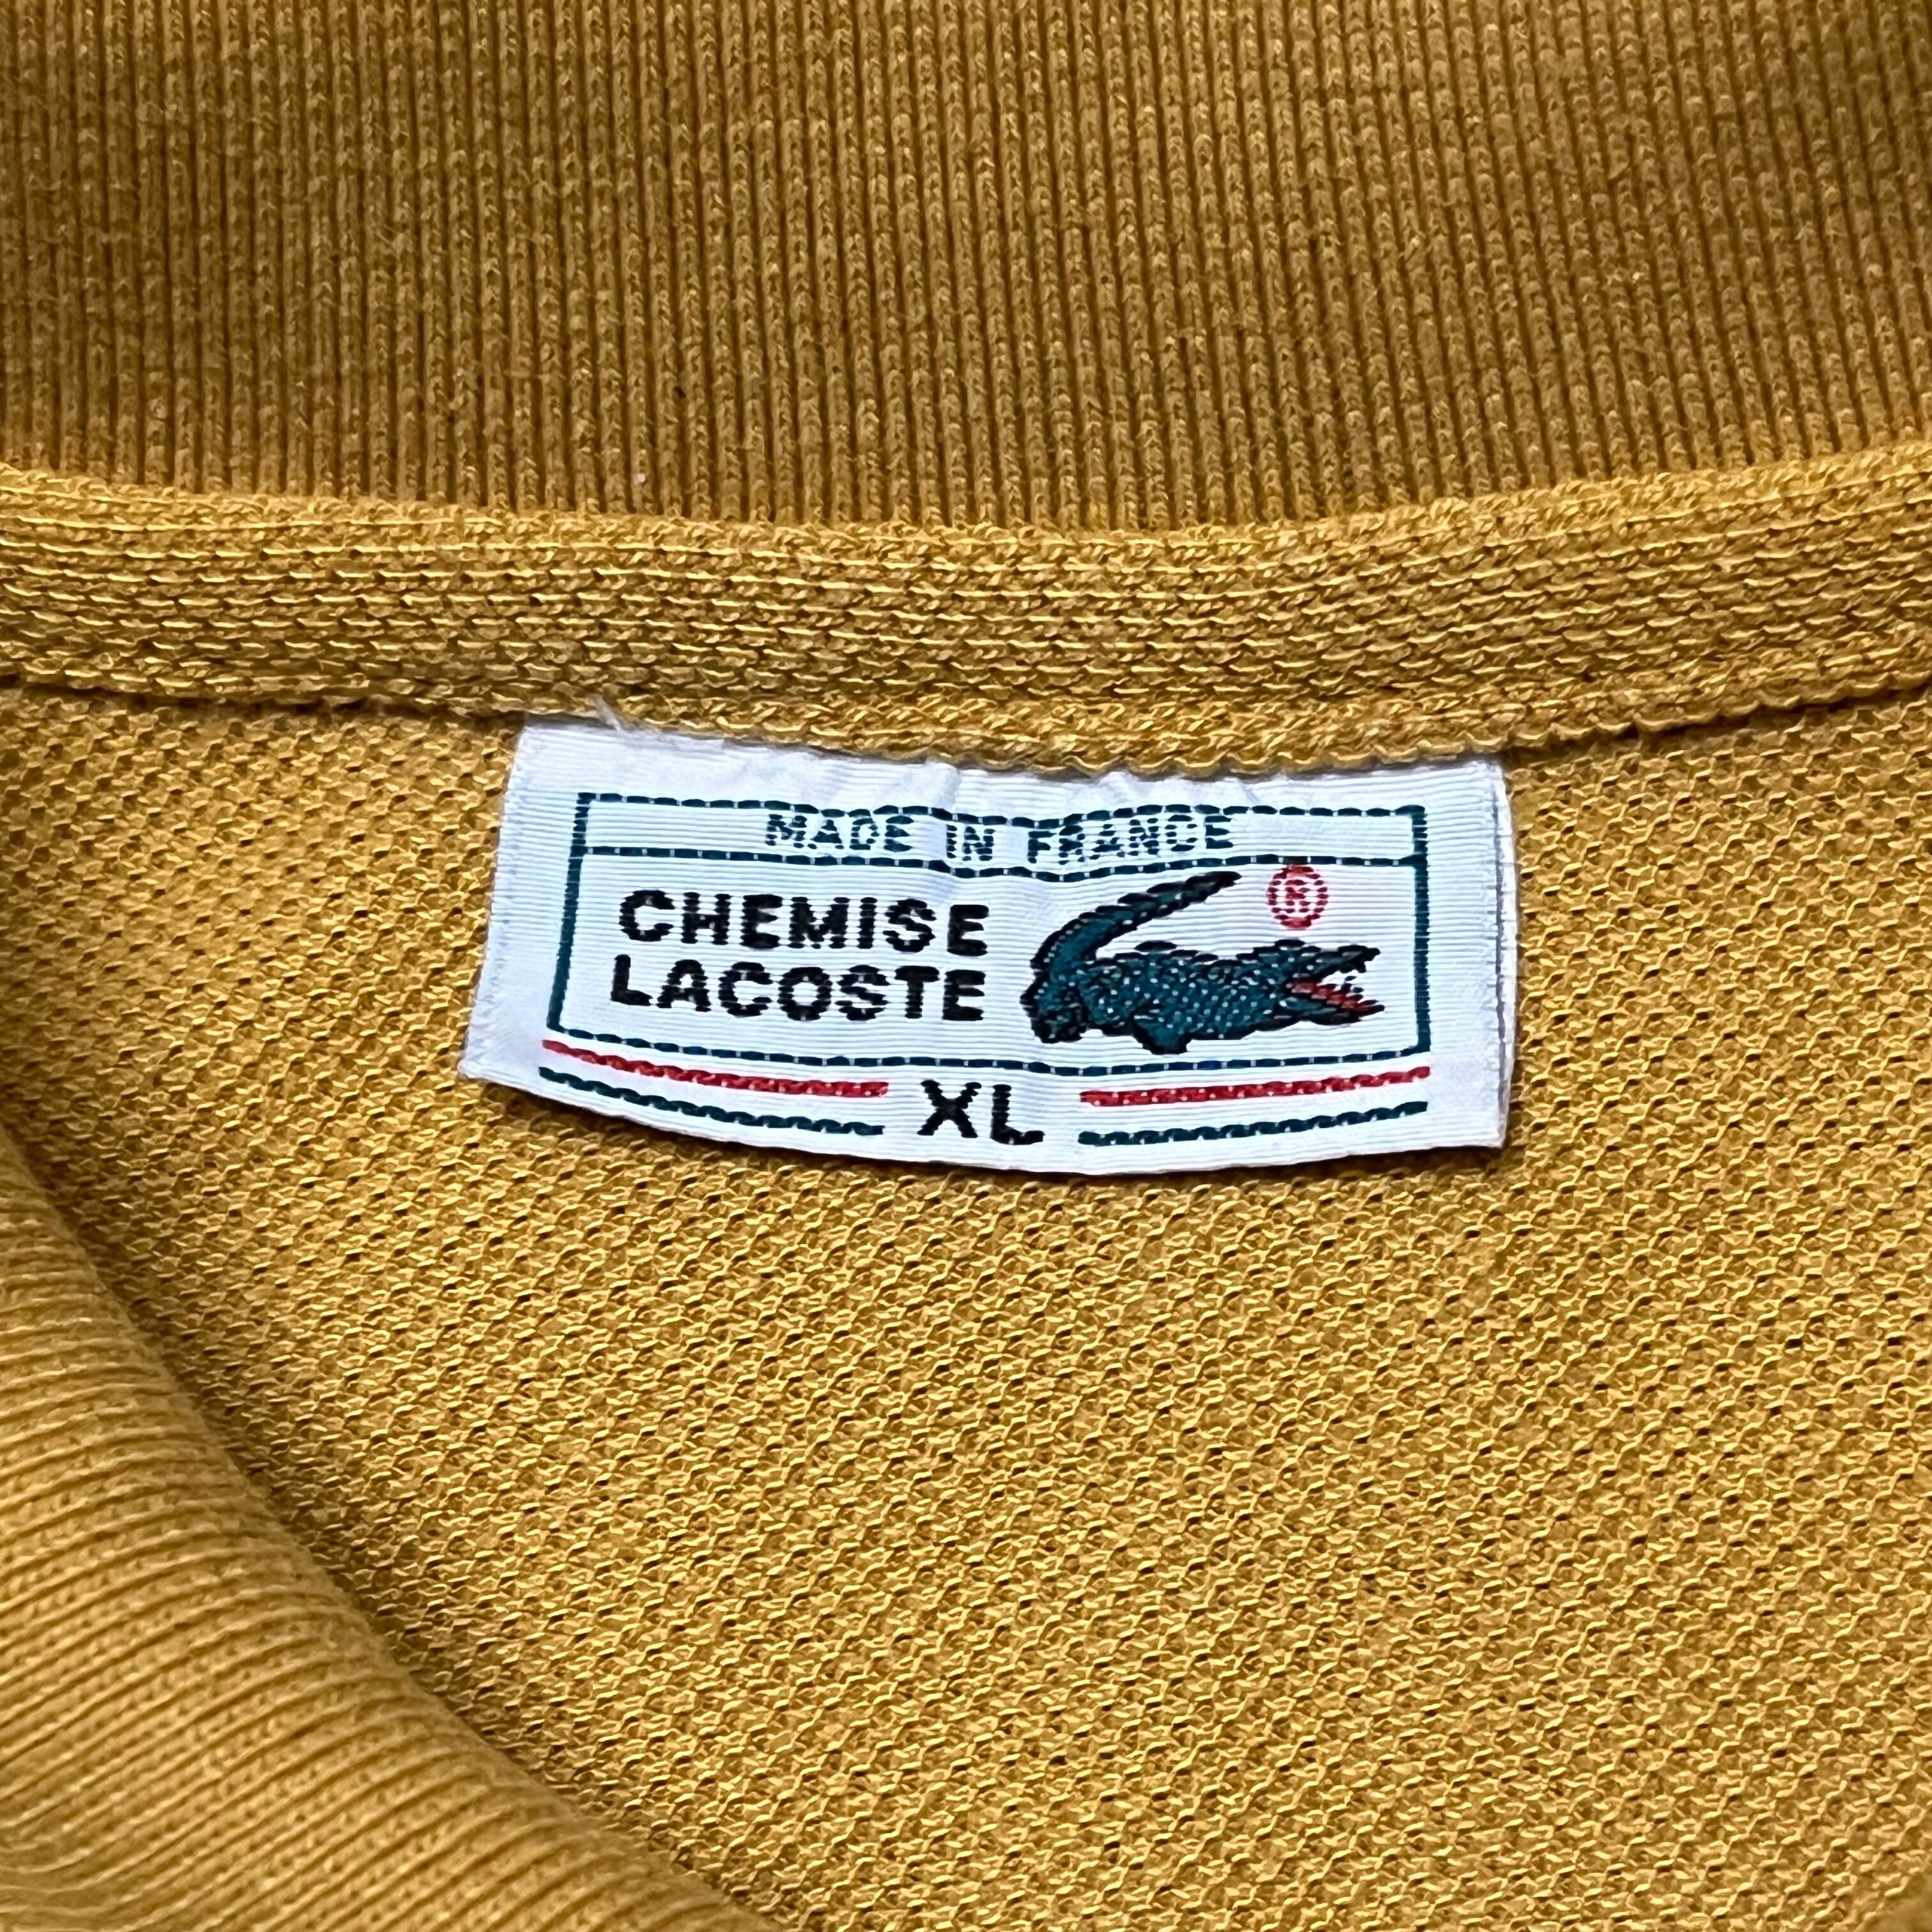 MADE IN FRANCE
CHEMISE
LACOSTE
®
XL